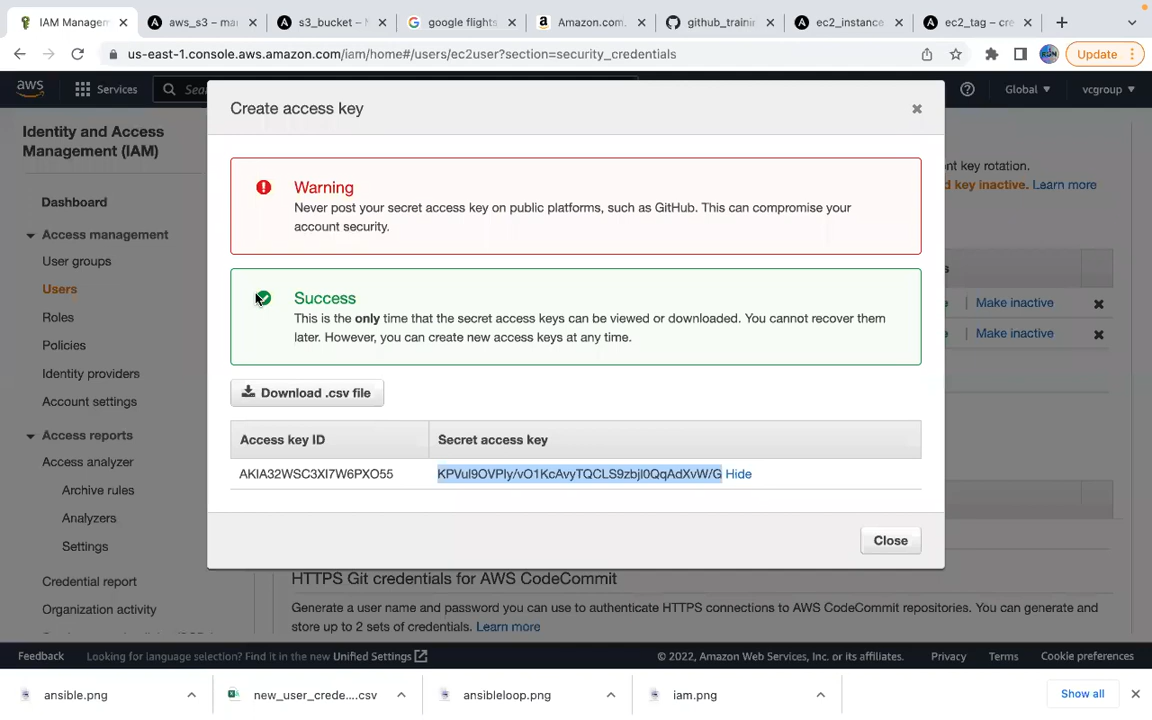 IAM Managem
aws_s3 – ma
s3_bucket –
google flights
Amazon.com.
github_traini
ec2_instance
ec2_tag – cre
us-east-1.console.aws.amazon.com/iam/home#/users/ec2user?section=security_credentials
Update
aws
Services
Sea
Global
vcgroup
Identity and Access
Management (IAM)
Dashboard
Access management
User groups
Users
Roles
Policies
Identity providers
Account settings
Access reports
Access analyzer
Archive rules
Analyzers
Settings
Credential report
Organization activity
Create access key
Warning
Never post your secret access key on public platforms, such as GitHub. This can compromise your
account security.
Success
This is the only time that the secret access keys can be viewed or downloaded. You cannot recover them
later. However, you can create new access keys at any time.
Download .csv file
Access key ID
Secret access key
AKIA32WSC3XI7W6PXO55
Hide
Close
nt key rotation.
d key inactive. Learn more
s
e | Make inactive
e | Make inactive
HTTPS Git credentials for AWS CodeCommit
Generate a user name and password you can use to authenticate HTTPS connections to AWS CodeCommit repositories. You can generate and
store up to 2 sets of credentials. Learn more
Feedback
Looking for language selection? Find it in the new Unified Settings
© 2022, Amazon Web Services, Inc. or its affiliates.
Privacy
Terms
Cookie preferences
ansible.png
new_user_crede....csv
ansibleloop.png
iam.png
Show all